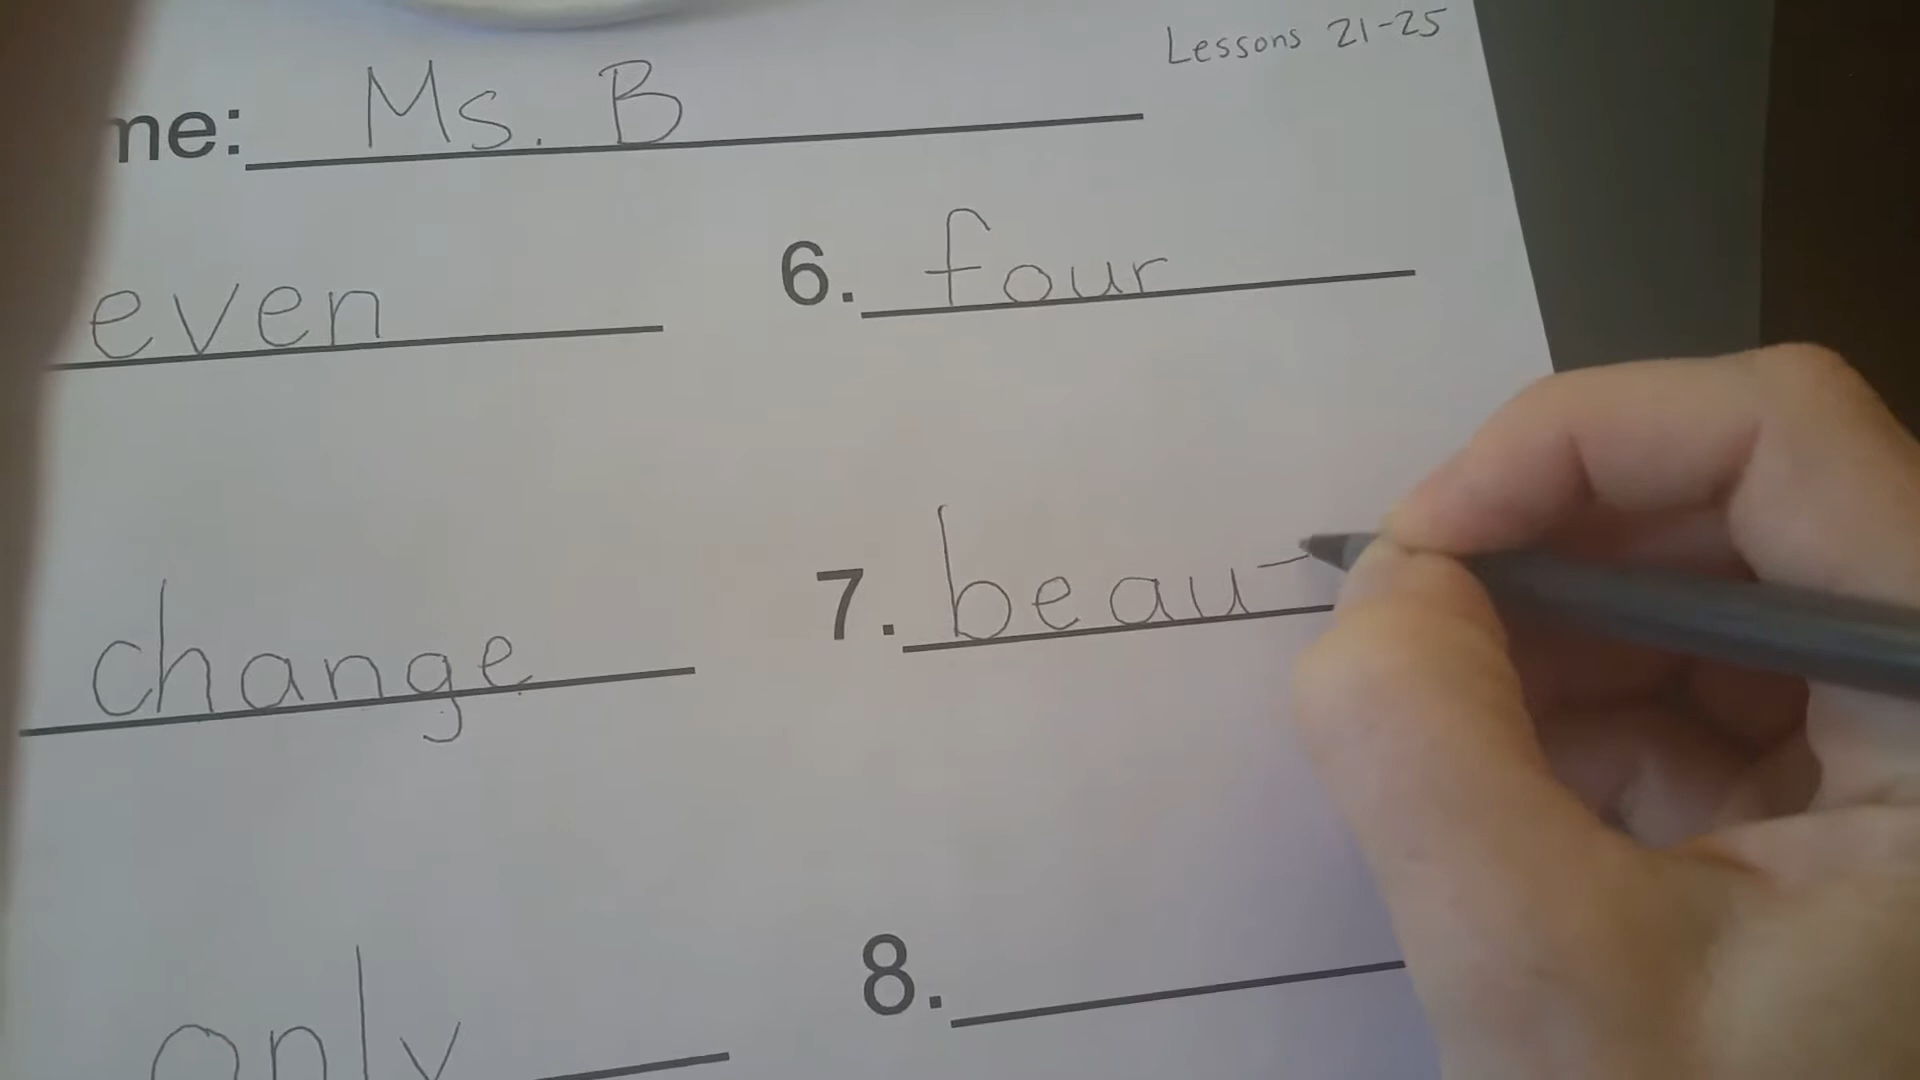 Lessons 21-25
me: Ms. B
even
6. four
change
7. beau
only
8.